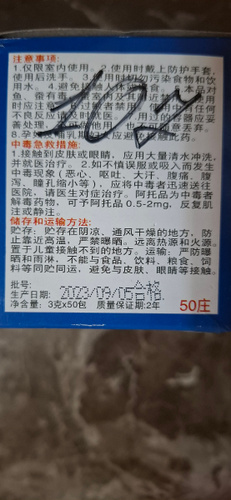 注意事项:
1.仅限室内使用。使用时戴上防护手套,
使用后洗手。
10元
中毒急救措施:
1.接触到皮肤或眼睛,应用大量清水冲洗,
并就医治疗。2.如不慎误服或吸入而发生
中毒现象(恶心、呕吐、大汗、腹痛、腹
泻、瞳孔缩小等),应将中毒者迅速送往
医院,请医生对症治疗。阿托品为中毒者
解毒药物,可予阿托品0.5-2mg,反复肌
注或静注。
储存和运输方法:
贮存:贮存在阴凉、通风干燥的地方,防
止靠近高温,严禁曝晒。远离热源和火源。
置于儿童接触不到的地方。运输:严防曝
晒和雨淋,不能与食品、饮料、粮食、饲
料等同贮同运,避免与皮肤、眼睛等接触。
批号:
生产日期: 2023/09/05合格
净含量:3克x50包 质量保证期:2年
50庄